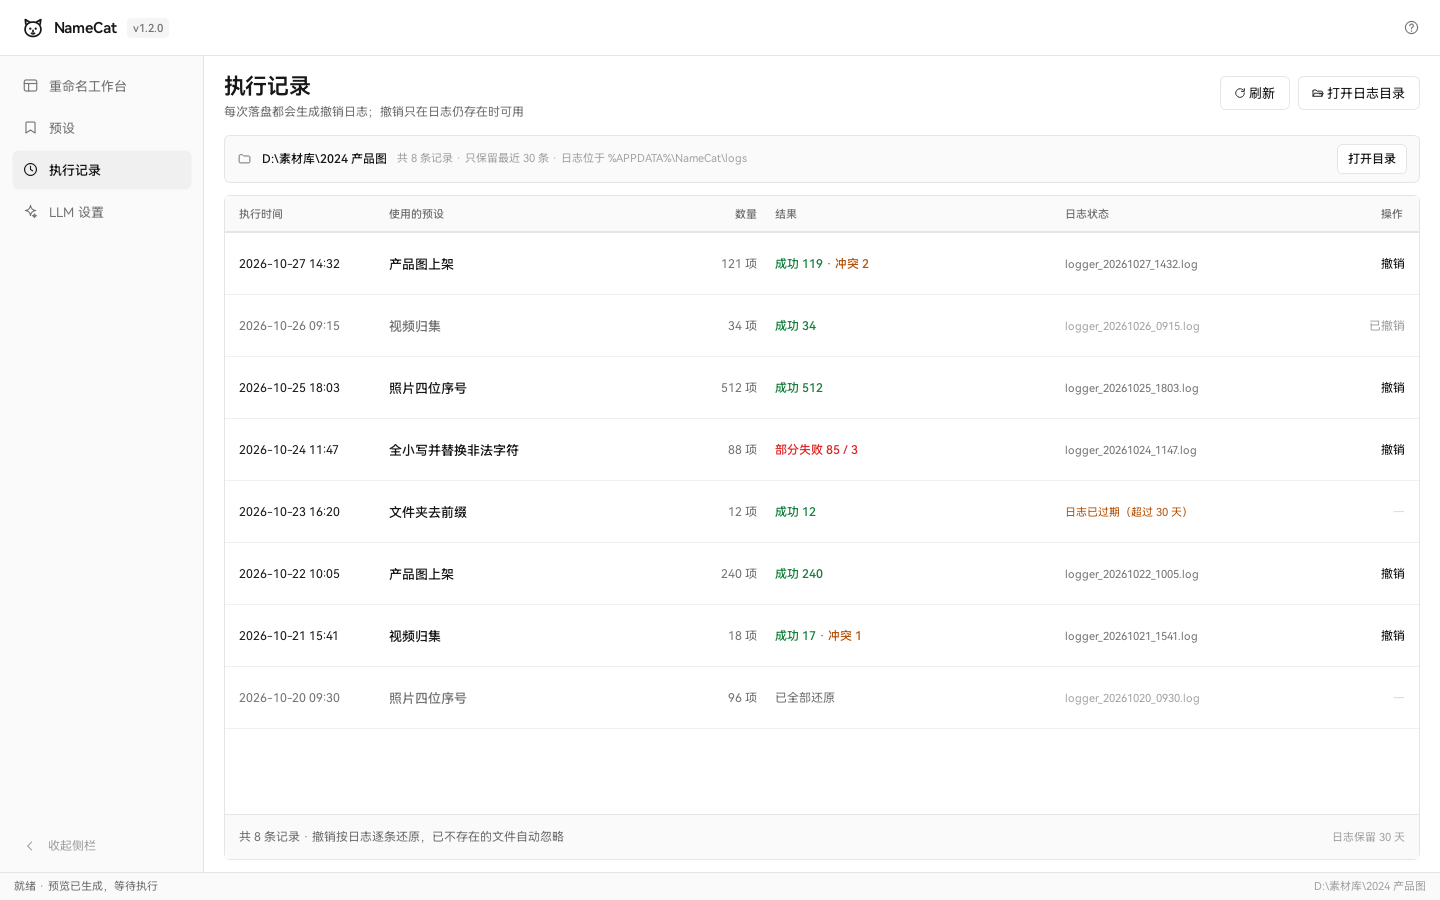 NameCat v1.2.0
重命名工作台
预设
执行记录
LLM 设置
收起侧栏
执行记录
每次落盘都会生成撤销日志；撤销只在日志仍存在时可用
刷新
打开日志目录
D:\素材库\2024 产品图 共 8 条记录 · 只保留最近 30 条 · 日志位于 %APPDATA%\NameCat\logs 打开目录
执行时间 使用的预设 数量 结果 日志状态 操作
2026-10-27 14:32 产品图上架 121 项 成功 119 · 冲突 2 logger_20261027_1432.log 撤销
2026-10-26 09:15 视频归集 34 项 成功 34 logger_20261026_0915.log 已撤销
2026-10-25 18:03 照片四位序号 512 项 成功 512 logger_20261025_1803.log 撤销
2026-10-24 11:47 全小写并替换非法字符 88 项 部分失败 85 / 3 logger_20261024_1147.log 撤销
2026-10-23 16:20 文件夹去前缀 12 项 成功 12 日志已过期（超过 30 天） —
2026-10-22 10:05 产品图上架 240 项 成功 240 logger_20261022_1005.log 撤销
2026-10-21 15:41 视频归集 18 项 成功 17 · 冲突 1 logger_20261021_1541.log 撤销
2026-10-20 09:30 照片四位序号 96 项 已全部还原 logger_20261020_0930.log —
共 8 条记录 · 撤销按日志逐条还原，已不存在的文件自动忽略 日志保留 30 天
就绪 · 预览已生成，等待执行 D:\素材库\2024 产品图